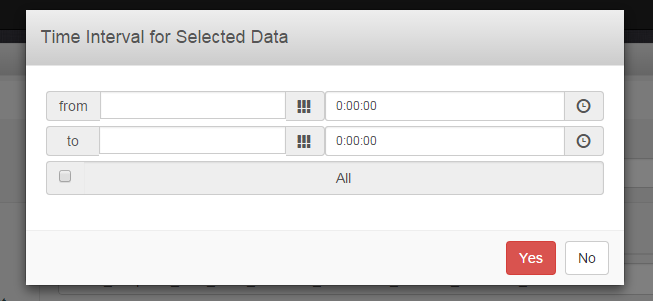 Time Interval for Selected Data
from 0:00:00
to 0:00:00
All
Yes No